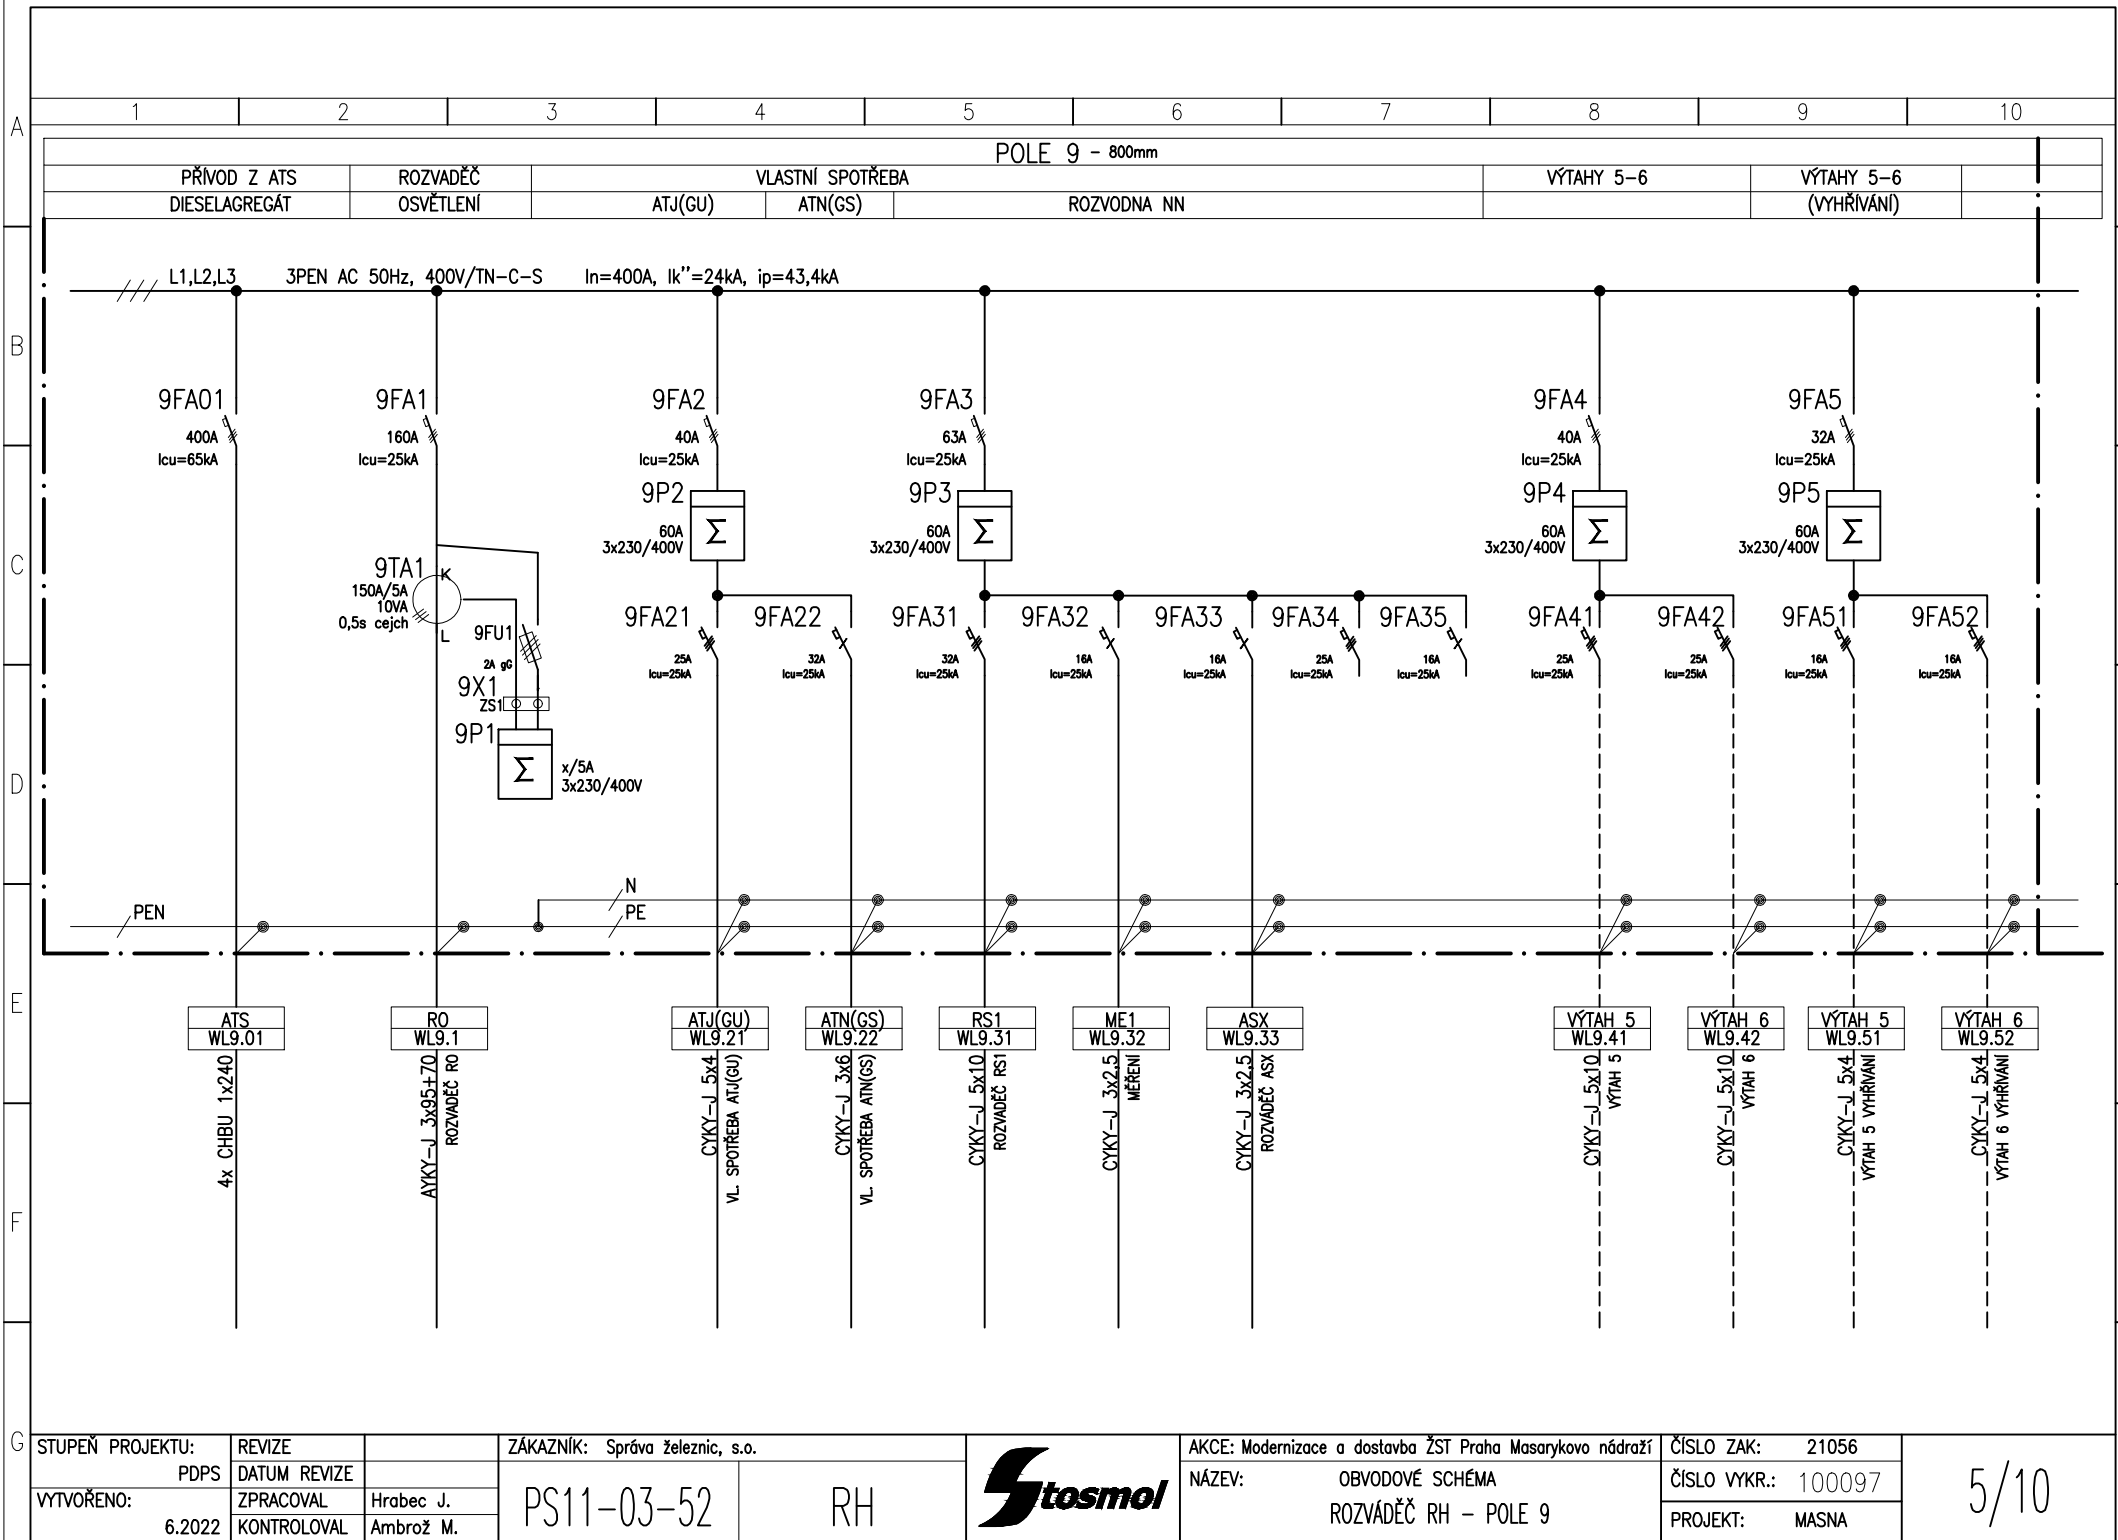 1 2 3 4 5 6 7 8 9 10
A
POLE 9 - 800mm
PŘÍVOD Z ATS ROZVADĚČ VLASTNÍ SPOTŘEBA VÝTAHY 5-6 VÝTAHY 5-6
DIESELAGREGÁT OSVĚTLENÍ ATJ(GU) ATN(GS) ROZVODNA NN (VYHŘÍVÁNÍ)
L1,L2,L3 3PEN AC 50Hz, 400V/TN-C-S In=400A, Ik''=24kA, ip=43,4kA
B
9FA01 9FA1 9FA2 9FA3 9FA4 9FA5
400A 160A 40A 63A 40A 32A
Icu=65kA Icu=25kA Icu=25kA Icu=25kA Icu=25kA Icu=25kA
9P2 9P3 9P4 9P5
Σ Σ Σ Σ
60A 60A 60A 60A
3x230/400V 3x230/400V 3x230/400V 3x230/400V
C
9TA1 K
150A/5A
10VA
0,5s cejch
L
9FU1
2A gG
9FA21 9FA22 9FA31 9FA32 9FA33 9FA34 9FA35 9FA41 9FA42 9FA51 9FA52
25A 32A 32A 16A 16A 25A 16A 25A 25A 16A 16A
Icu=25kA Icu=25kA Icu=25kA Icu=25kA Icu=25kA Icu=25kA Icu=25kA Icu=25kA Icu=25kA Icu=25kA Icu=25kA
9X1
ZS1
9P1
Σ
x/5A
3x230/400V
D
N
PEN PE
E
ATS RO ATJ(GU) ATN(GS) RS1 ME1 ASX VÝTAH 5 VÝTAH 6 VÝTAH 5 VÝTAH 6
WL9.01 WL9.1 WL9.21 WL9.22 WL9.31 WL9.32 WL9.33 WL9.41 WL9.42 WL9.51 WL9.52
4x CHBU 1x240
AYKY-J 3x95+70
ROZVADĚČ RO
CYKY-J 5x4
VL. SPOTŘEBA ATJ(GU)
CYKY-J 3x6
VL. SPOTŘEBA ATN(GS)
CYKY-J 5x10
ROZVADĚČ RS1
CYKY-J 3x2,5
MĚŘENÍ
CYKY-J 3x2,5
ROZVÁDĚČ ASX
CYKY-J 5x10
VÝTAH 5
CYKY-J 5x10
VÝTAH 6
CYKY-J 5x4
VÝTAH 5 VYHŘÍVÁNÍ
CYKY-J 5x4
VÝTAH 6 VYHŘÍVÁNÍ
F
G
STUPEŇ PROJEKTU:
PDPS
VYTVOŘENO:
6.2022
REVIZE
DATUM REVIZE
ZPRACOVAL Hrabec J.
KONTROLOVAL Ambrož M.
ZÁKAZNÍK: Správa železnic, s.o.
PS11-03-52 RH
Stosmol
AKCE: Modernizace a dostavba ŽST Praha Masarykovo nádraží
NÁZEV: OBVODOVÉ SCHÉMA
ROZVÁDĚČ RH - POLE 9
ČÍSLO ZAK: 21056
ČÍSLO VYKR.: 100097
PROJEKT: MASNA
5/10